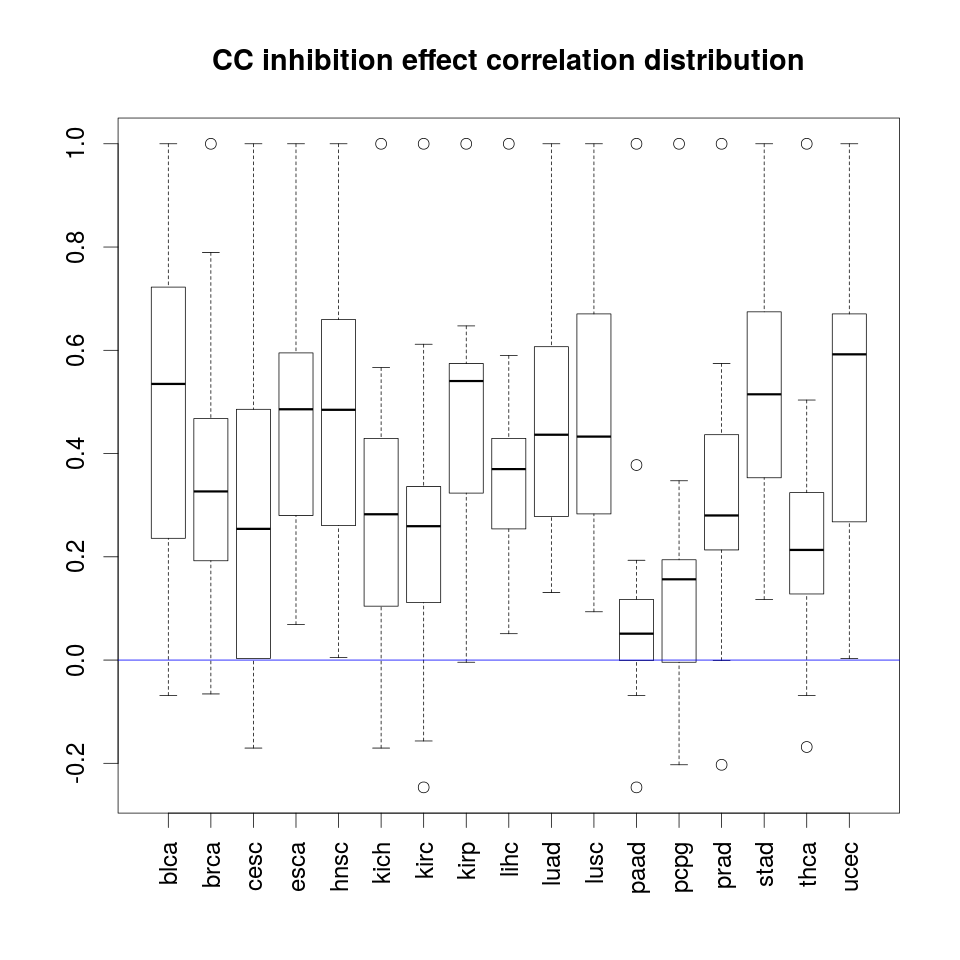 CC inhibition effect correlation distribution
1.0
0.8
0.6
0.4
0.2
0.0
-0.2
blca
brca
cesc
esca
hnsc
kich
kirc
kirp
lihc
luad
lusc
paad
pcpg
prad
stad
thca
ucec